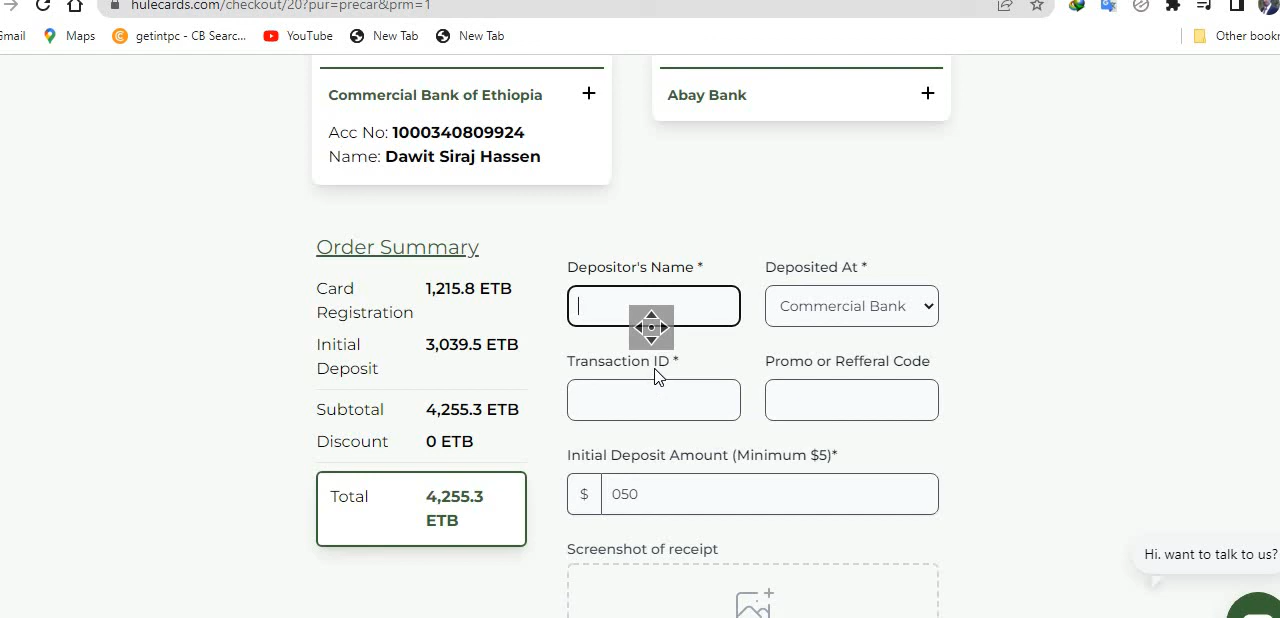 hulecards.com/checkout/20?pur=precar&prm=1
Gmail Maps getintpc - CB Searc... YouTube New Tab New Tab Other bookr
Commercial Bank of Ethiopia +
Acc No: 1000340809924
Name: Dawit Siraj Hassen
Abay Bank +
Order Summary
Card Registration 1,215.8 ETB
Initial Deposit 3,039.5 ETB
Subtotal 4,255.3 ETB
Discount 0 ETB
Total 4,255.3 ETB
Depositor's Name * Deposited At *
Commercial Bank
Transaction ID * Promo or Refferal Code
Initial Deposit Amount (Minimum $5)*
$ 050
Screenshot of receipt
Hi. want to talk to us?